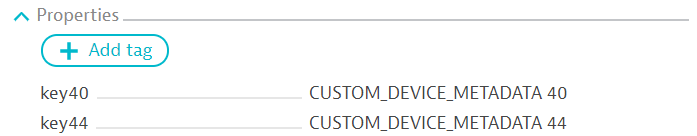 Properties
Add tag
key40 CUSTOM_DEVICE_METADATA 40
key44 CUSTOM_DEVICE_METADATA 44